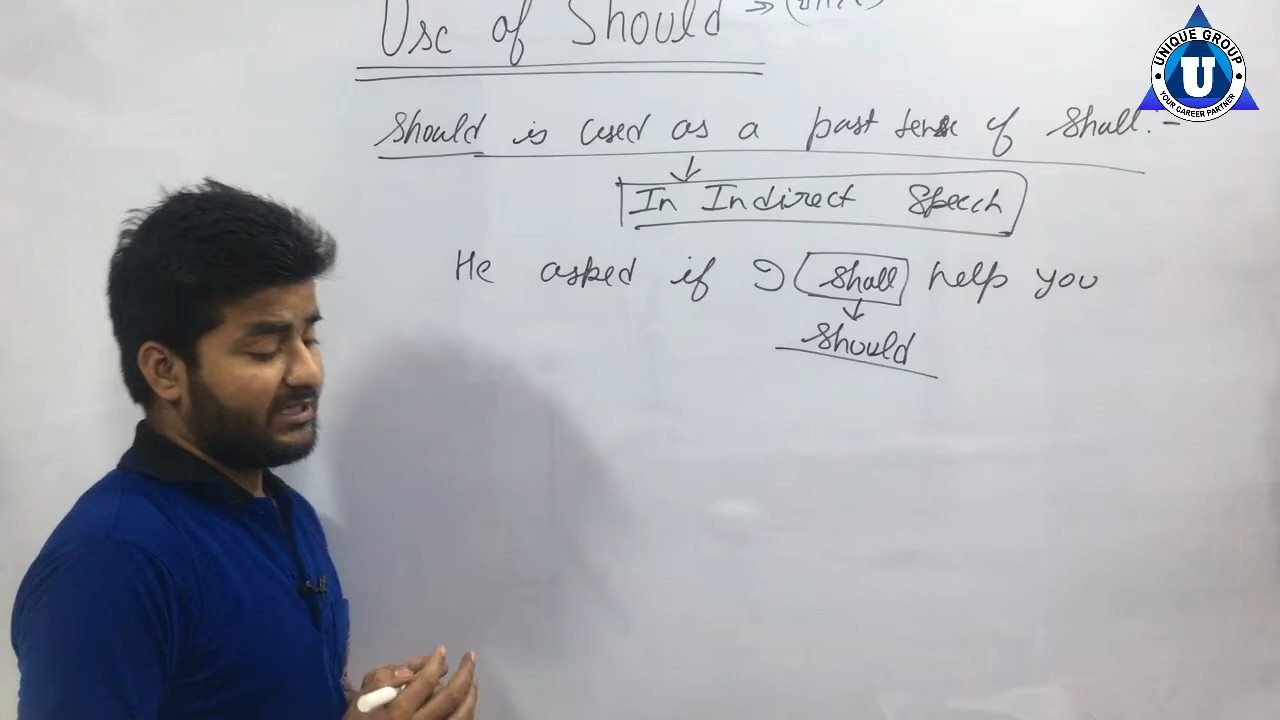 Use of Should →
Should is used as a past tense of Shall:-
In Indirect Speech
He asked if I shall help you
Should
UNIQUE GROUP
U
YOUR CAREER PARTNER